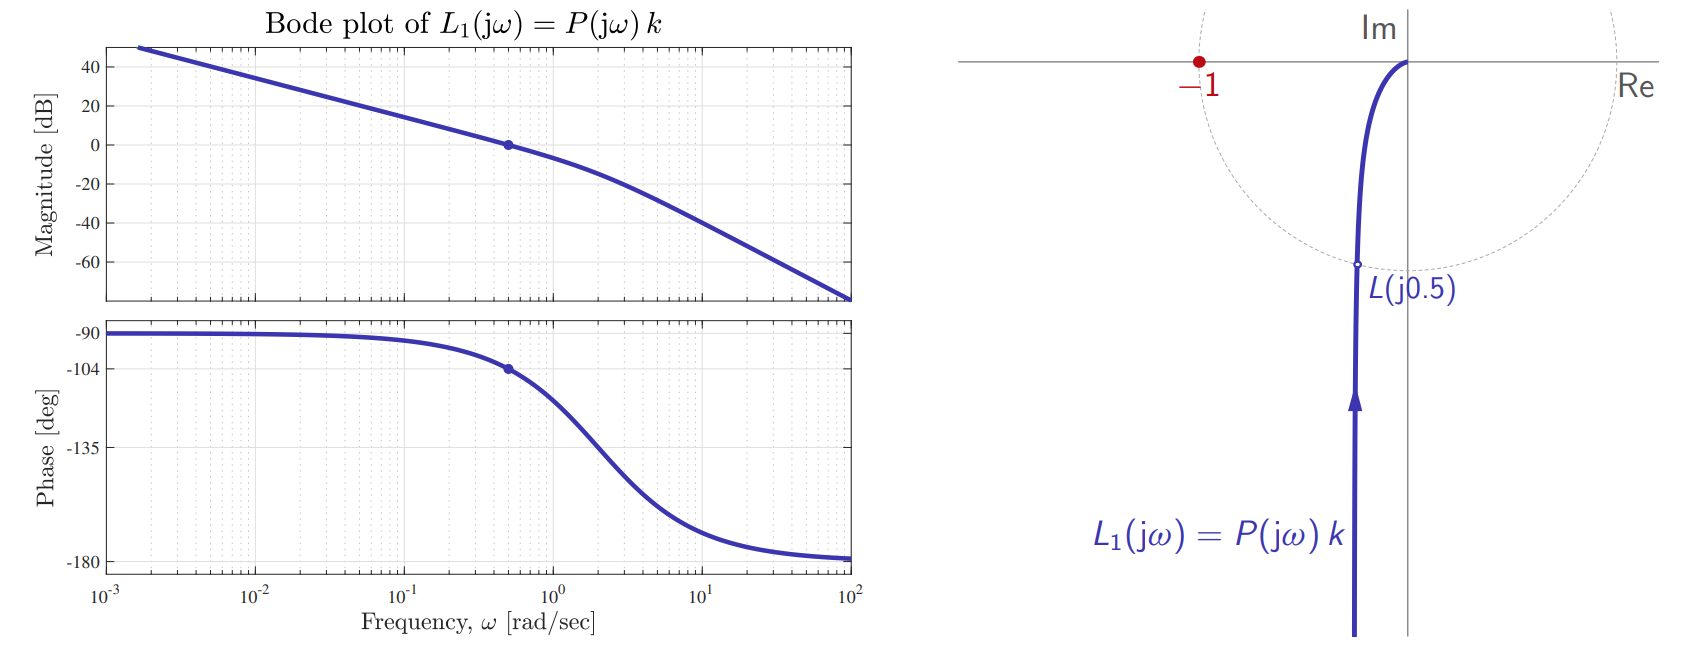 Bode plot of L₁(jω) = P(jω) k
Magnitude [dB]
40
20
0
-20
-40
-60
Phase [deg]
-90
-104
-135
-180
10⁻³ 10⁻² 10⁻¹ 10⁰ 10¹ 10²
Frequency, ω [rad/sec]
Im
Re
−1
L(j0.5)
L₁(jω) = P(jω) k